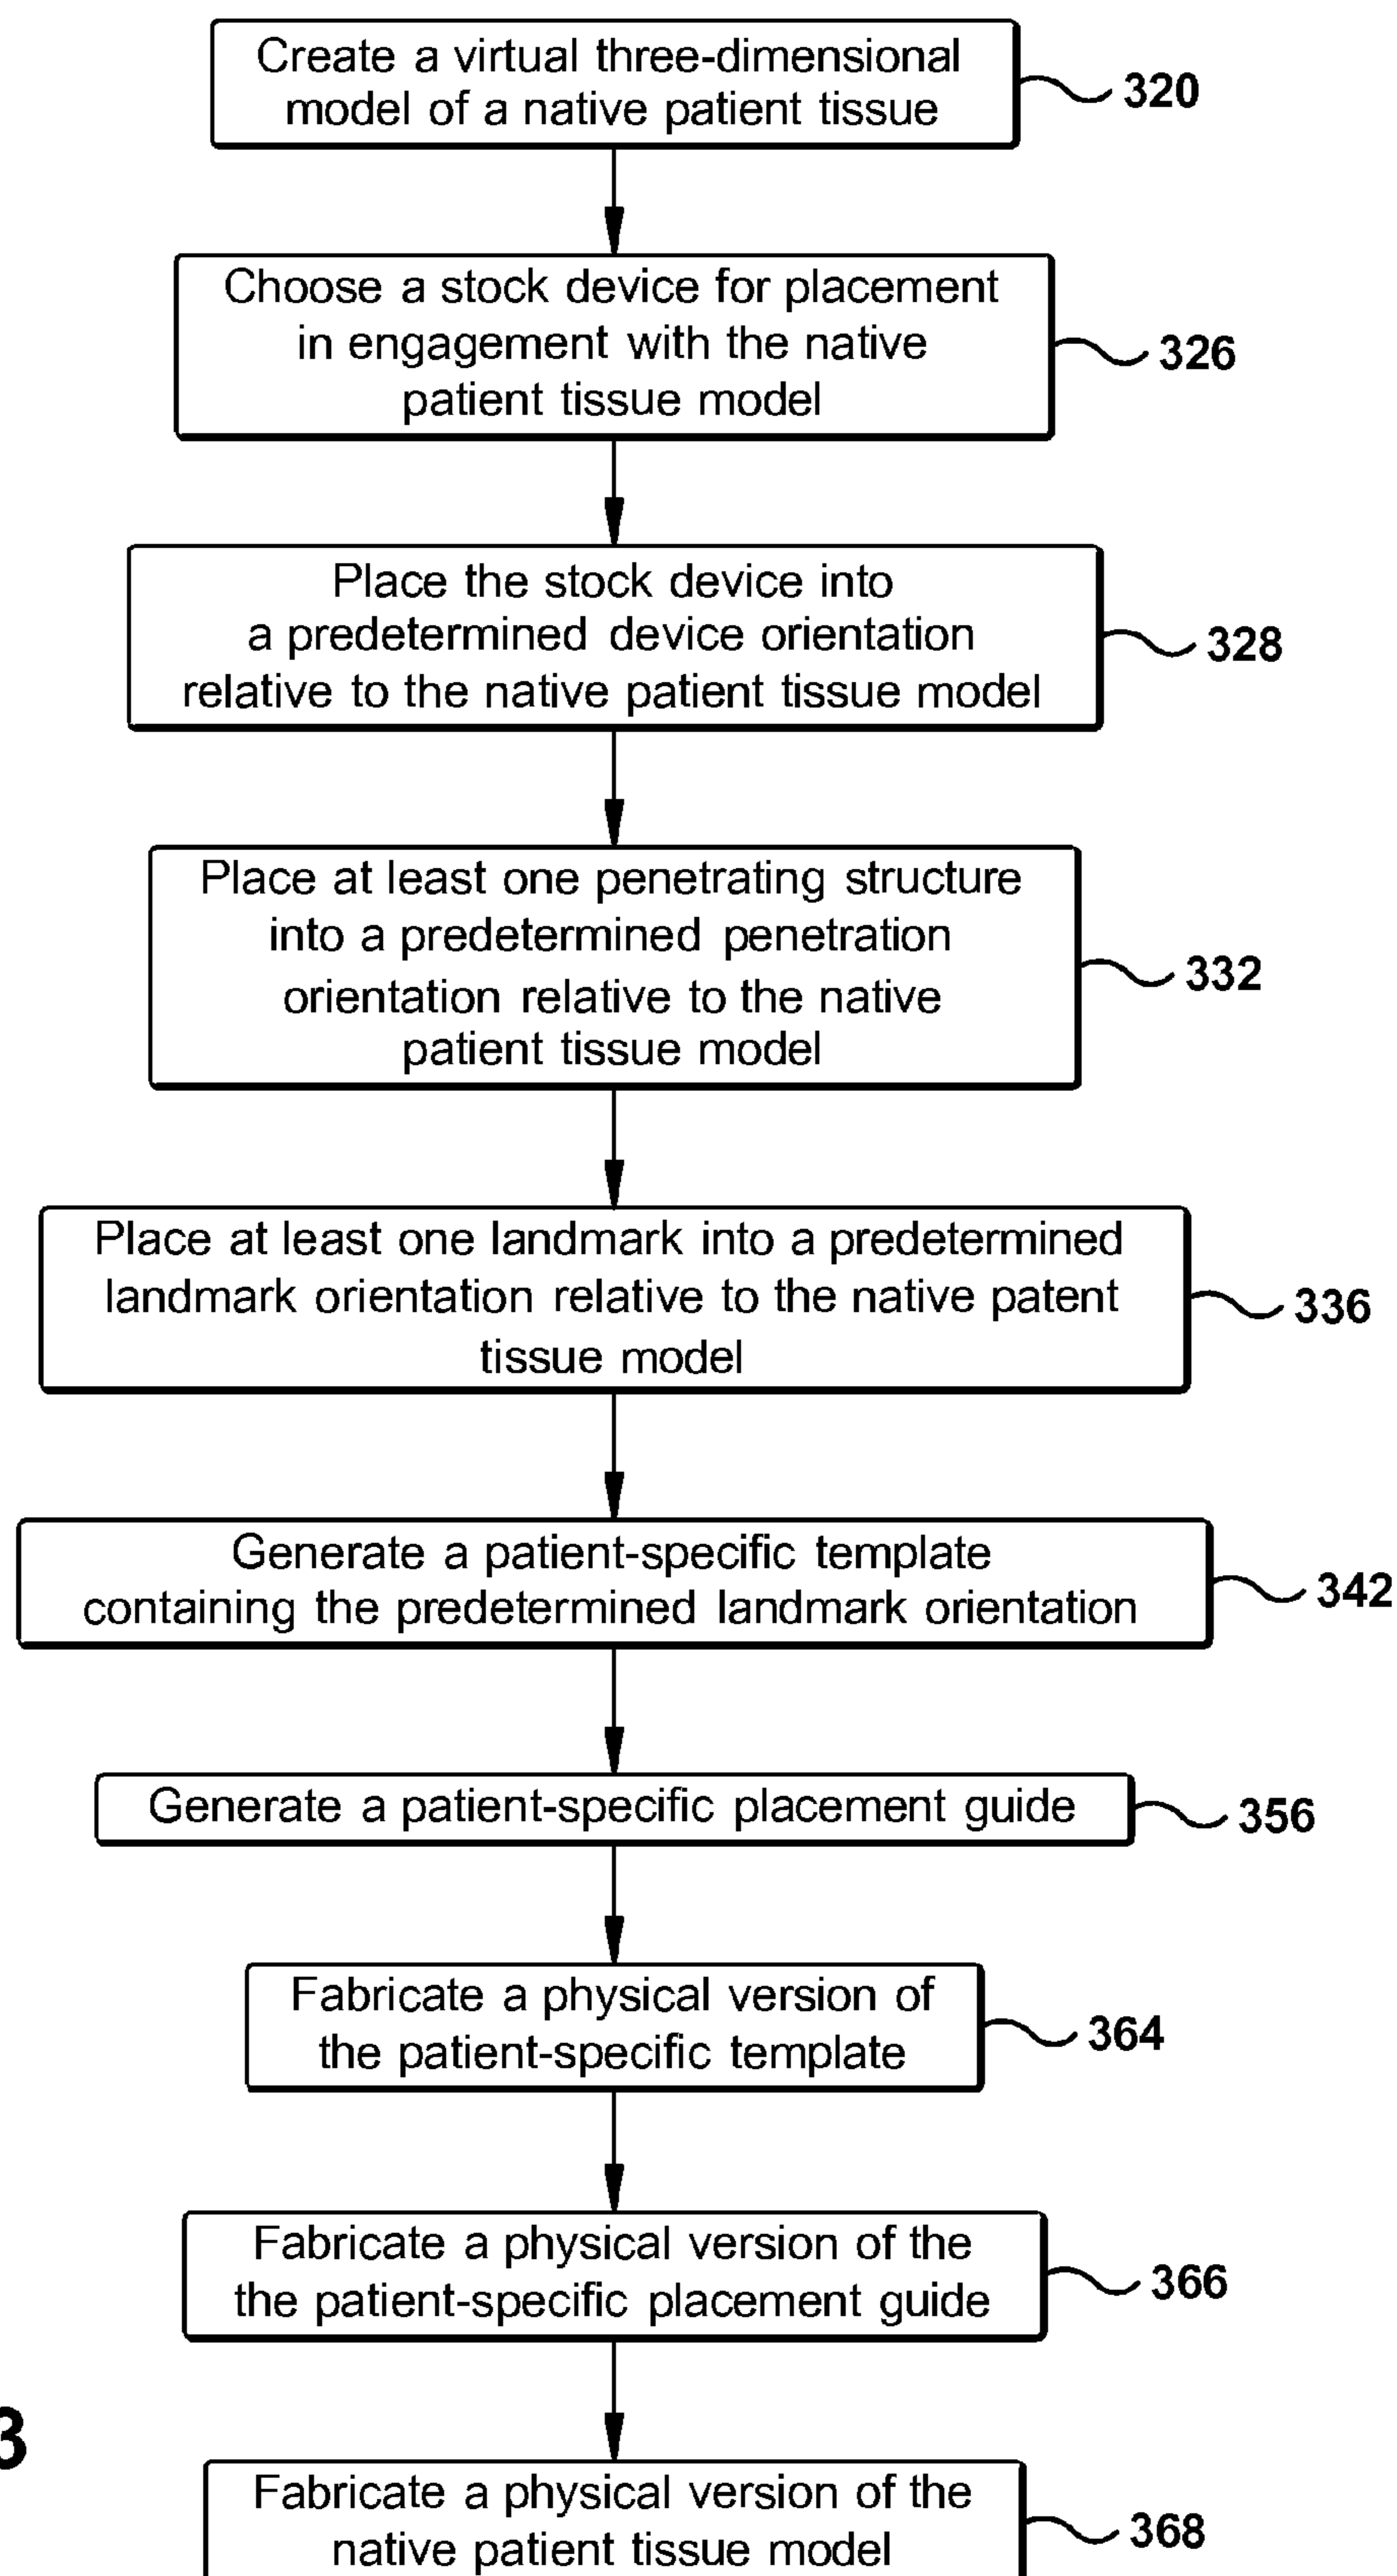 Create a virtual three-dimensional
model of a native patient tissue
320
Choose a stock device for placement
in engagement with the native
patient tissue model
326
Place the stock device into
a predetermined device orientation
relative to the native patient tissue model
328
Place at least one penetrating structure
into a predetermined penetration
orientation relative to the native
patient tissue model
332
Place at least one landmark into a predetermined
landmark orientation relative to the native patent
tissue model
336
Generate a patient-specific template
containing the predetermined landmark orientation
342
Generate a patient-specific placement guide
356
Fabricate a physical version of
the patient-specific template
364
Fabricate a physical version of the
the patient-specific placement guide
366
3
Fabricate a physical version of the
native patient tissue model
368